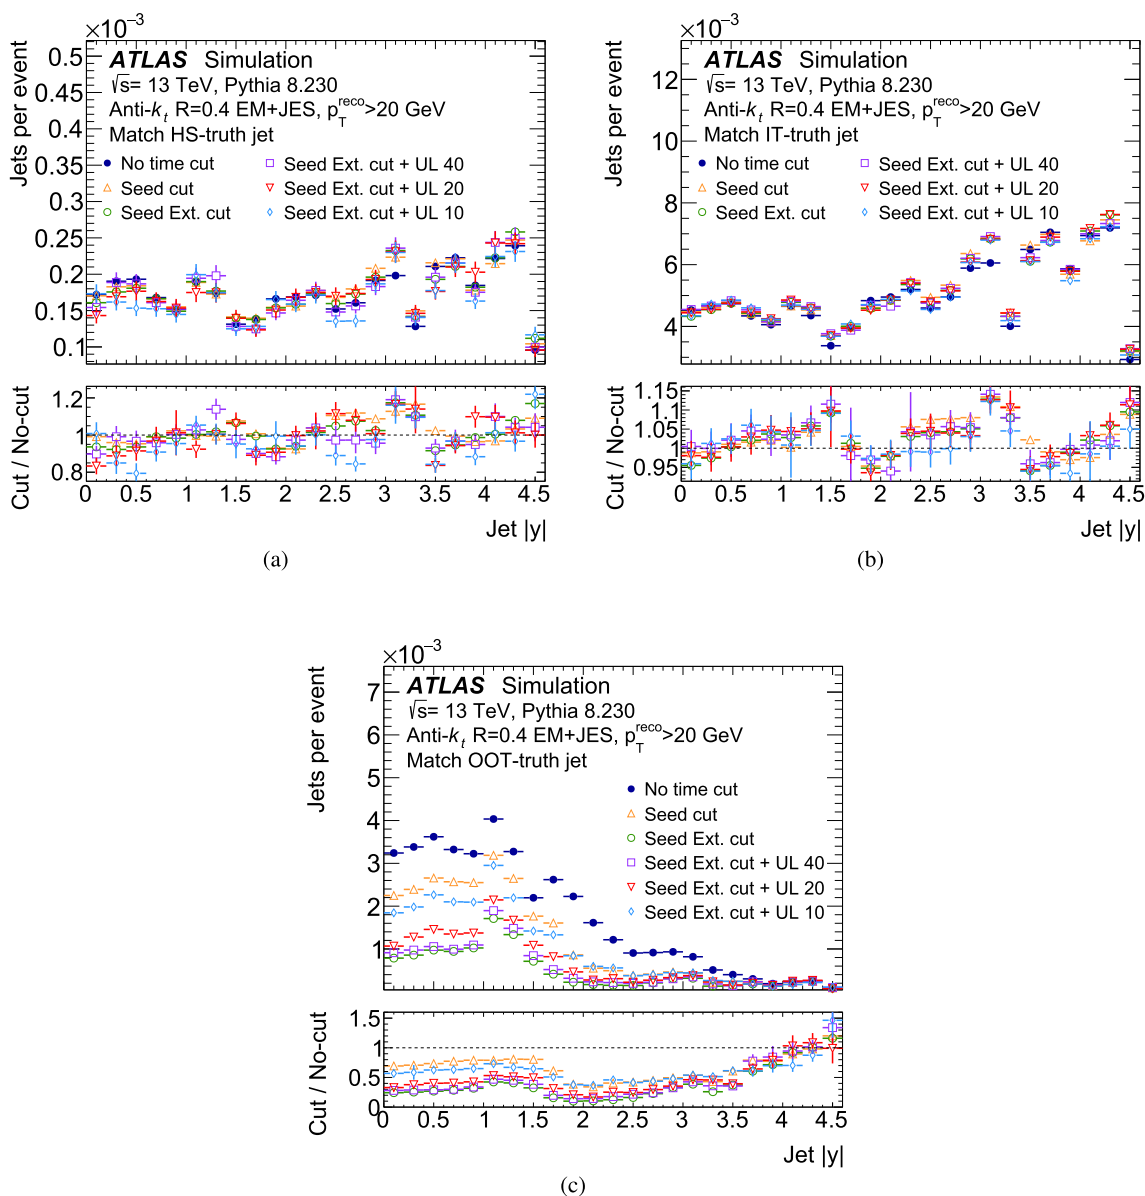 ×10⁻³
ATLAS Simulation
√s= 13 TeV, Pythia 8.230
Anti-kₜ R=0.4 EM+JES, p_T^reco>20 GeV
Match HS-truth jet
No time cut
Seed cut
Seed Ext. cut
Seed Ext. cut + UL 40
Seed Ext. cut + UL 20
Seed Ext. cut + UL 10
Jets per event
0.5
0.45
0.4
0.35
0.3
0.25
0.2
0.15
0.1
Cut / No-cut
1.2
1.0
0.8
0 0.5 1 1.5 2 2.5 3 3.5 4 4.5
Jet |y|
(a)
×10⁻³
ATLAS Simulation
√s= 13 TeV, Pythia 8.230
Anti-kₜ R=0.4 EM+JES, p_T^reco>20 GeV
Match IT-truth jet
No time cut
Seed cut
Seed Ext. cut
Seed Ext. cut + UL 40
Seed Ext. cut + UL 20
Seed Ext. cut + UL 10
Jets per event
12
10
8
6
4
Cut / No-cut
1.15
1.05
0.95
0 0.5 1 1.5 2 2.5 3 3.5 4 4.5
Jet |y|
(b)
×10⁻³
ATLAS Simulation
√s= 13 TeV, Pythia 8.230
Anti-kₜ R=0.4 EM+JES, p_T^reco>20 GeV
Match OOT-truth jet
No time cut
Seed cut
Seed Ext. cut
Seed Ext. cut + UL 40
Seed Ext. cut + UL 20
Seed Ext. cut + UL 10
Jets per event
7
6
5
4
3
2
1
Cut / No-cut
1.5
1
0.5
0
0 0.5 1 1.5 2 2.5 3 3.5 4 4.5
Jet |y|
(c)